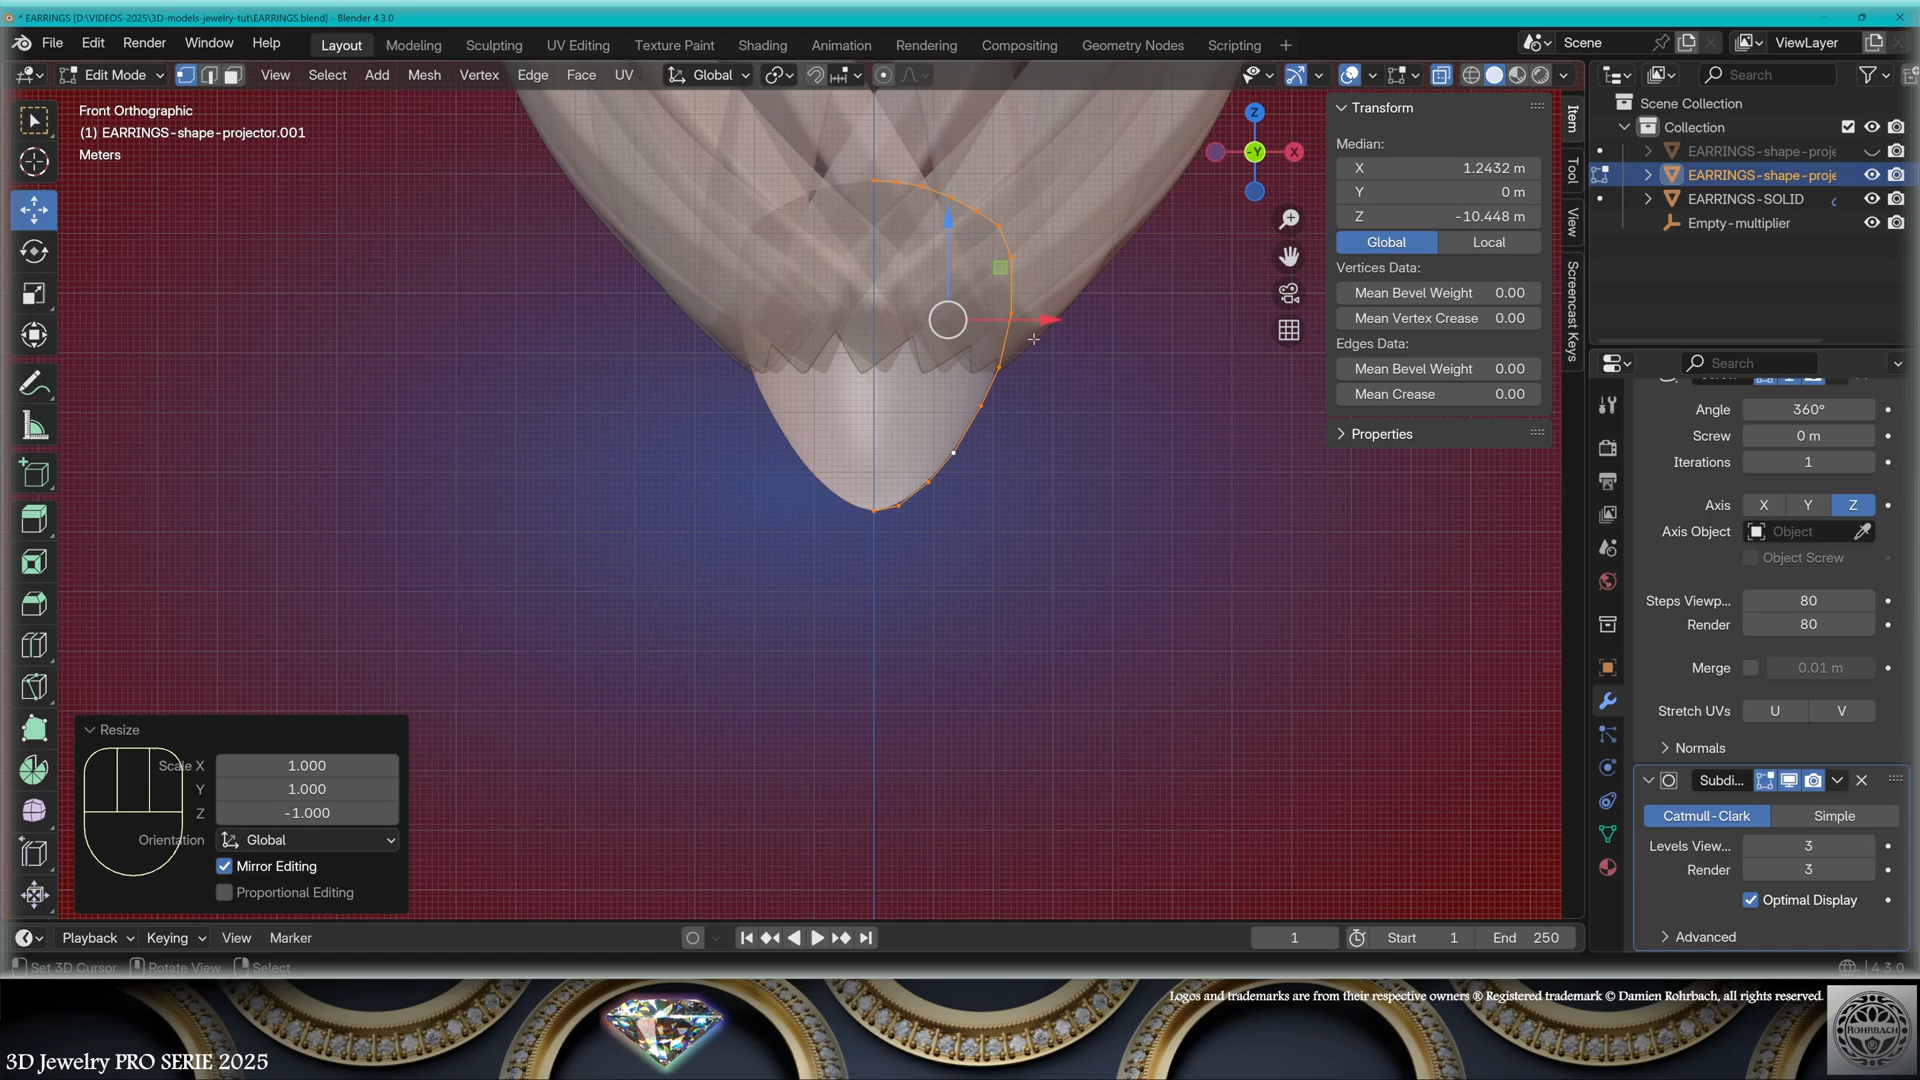 * EARRINGS [D:\VIDEOS-2025\3D-models-jewelry-tut\EARRINGS.blend] - Blender 4.3.0
File Edit Render Window Help
Layout Modeling Sculpting UV Editing Texture Paint Shading Animation Rendering Compositing Geometry Nodes Scripting +
Scene
ViewLayer
Edit Mode View Select Add Mesh Vertex Edge Face UV Global
Search
Front Orthographic
(1) EARRINGS-shape-projector.001
Meters
Z
X
-Y
Transform
Median:
X 1.2432 m
Y 0 m
Z -10.448 m
Global Local
Vertices Data:
Mean Bevel Weight 0.00
Mean Vertex Crease 0.00
Edges Data:
Mean Bevel Weight 0.00
Mean Crease 0.00
Properties
Item
Tool
View
Screencast Keys
Scene Collection
Collection
EARRINGS-shape-proje
EARRINGS-shape-proje
EARRINGS-SOLID
Empty-multiplier
Search
Angle 360°
Screw 0 m
Iterations 1
Axis X Y Z
Axis Object Object
Object Screw
Steps Viewp... 80
Render 80
Merge 0.01 m
Stretch UVs U V
Normals
Subdi...
Catmull-Clark Simple
Levels View... 3
Render 3
Optimal Display
Advanced
Resize
Scale X 1.000
Y 1.000
Z -1.000
Orientation Global
Mirror Editing
Proportional Editing
Playback Keying View Marker
1 Start 1 End 250
Set 3D Cursor Rotate View Select
4.3.0
Logos and trademarks are from their respective owners ® Registered trademark © Damien Rohrbach, all rights reserved.
ROHRBACH
®
3D Jewelry PRO SERIE 2025